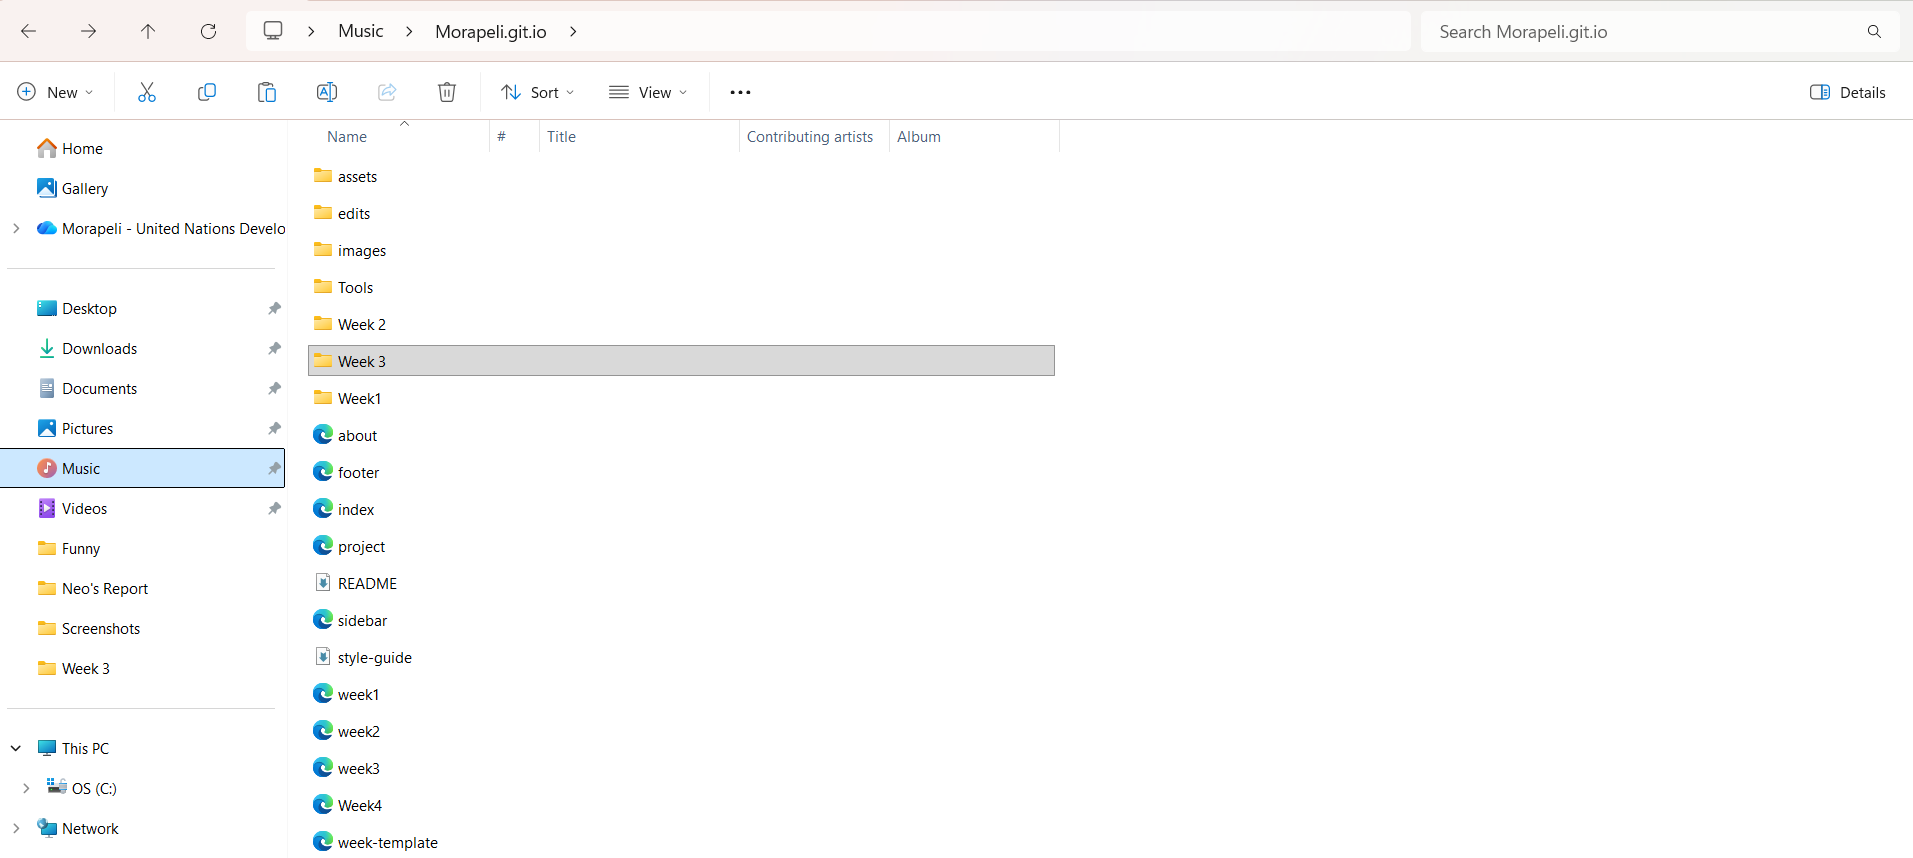 Music
Morapeli.git.io
Search Morapeli.git.io
New
Sort
View
Details
Home
Gallery
Morapeli - United Nations Develo
Desktop
Downloads
Documents
Pictures
Music
Videos
Funny
Neo's Report
Screenshots
Week 3
This PC
OS (C:)
Network
Name
#
Title
Contributing artists
Album
assets
edits
images
Tools
Week 2
Week 3
Week1
about
footer
index
project
README
sidebar
style-guide
week1
week2
week3
Week4
week-template